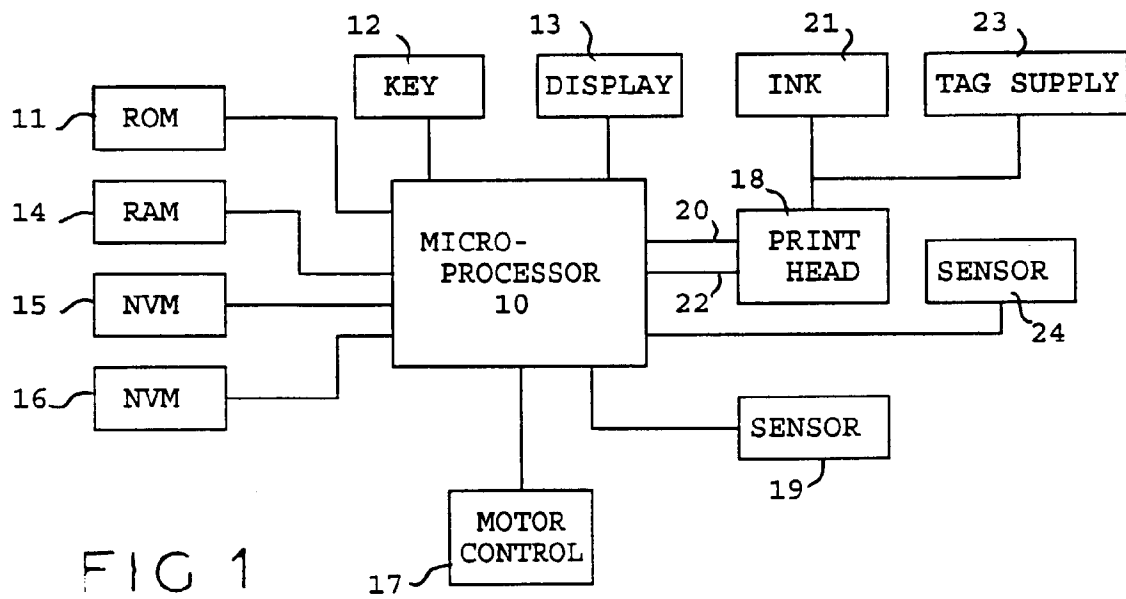 12
13
21
23
KEY
DISPLAY
INK
TAG SUPPLY
11
ROM
14
RAM
MICRO-
PROCESSOR
10
20
22
18
PRINT
HEAD
SENSOR
24
15
NVM
16
NVM
SENSOR
19
MOTOR
CONTROL
17
FIG 1